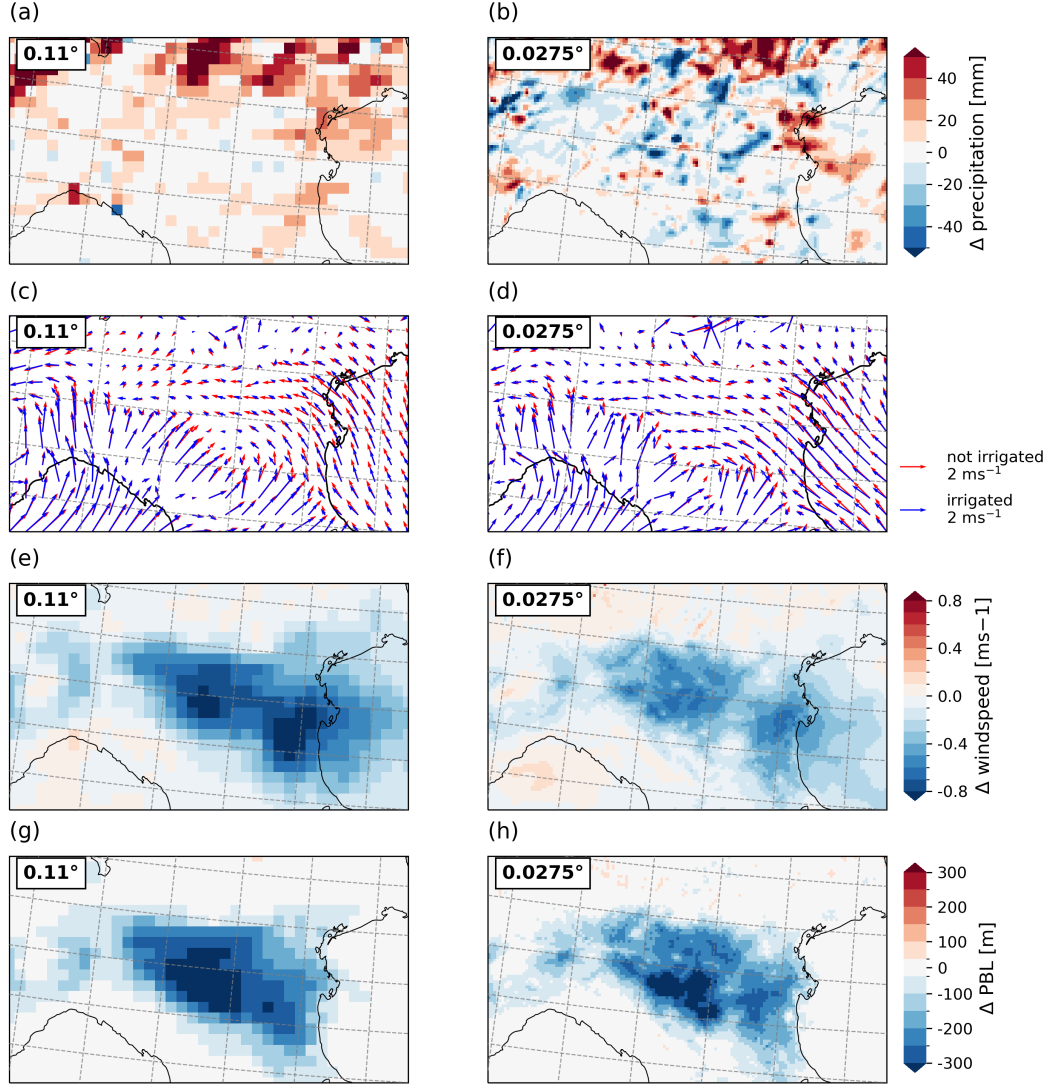 (a)
(b)
0.11°
0.0275°
40
20
0
-20
-40
Δ precipitation [mm]
(c)
(d)
0.11°
0.0275°
not irrigated
2 ms⁻¹
irrigated
2 ms⁻¹
(e)
(f)
0.11°
0.0275°
0.8
0.4
0.0
-0.4
-0.8
Δ windspeed [ms−1]
(g)
(h)
0.11°
0.0275°
300
200
100
0
-100
-200
-300
Δ PBL [m]